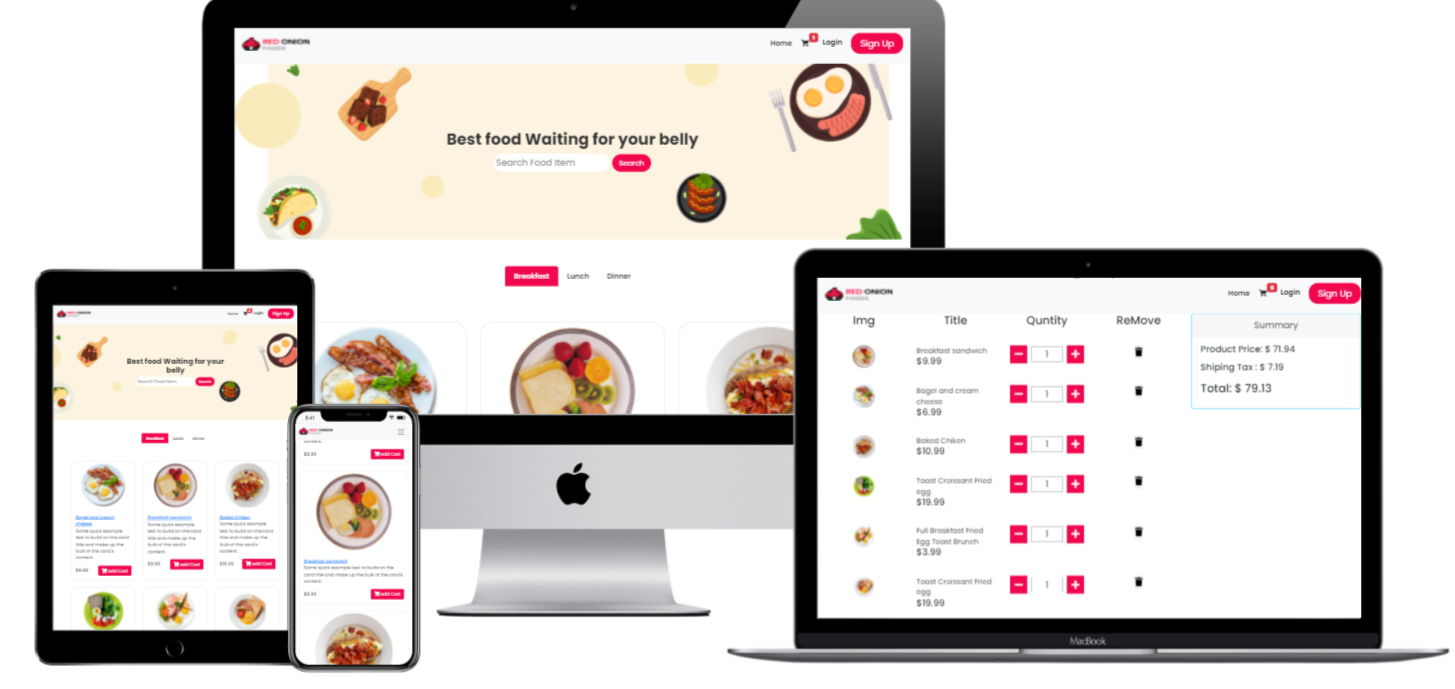 RED ONION
FOODS
Home
1
Login
Sign Up
Best food Waiting for your belly
Search Food Item
Search
Breakfast
Lunch
Dinner
RED ONION
Home
Login
Sign Up
Best food Waiting for your
belly
Search Food Item
Search
Breakfast
Lunch
Dinner
Bagel and cream
cheese
Some quick example
text to build on the card
title and make up the
bulk of the card's
content.
$6.99
add Cart
Breakfast sandwich
Some quick example
text to build on the card
title and make up the
bulk of the card's
content.
$9.99
add Cart
Baked Chiken
Some quick example
text to build on the card
title and make up the
bulk of the card's
content.
$10.99
add Cart
9:41
RED ONION
content.
$6.99
add Cart
Breakfast sandwich
Some quick example text to build on the
card title and make up the bulk of the card's
content.
$9.99
add Cart
RED ONION
FOODS
Home
Login
Sign Up
Img
Title
Quntity
ReMove
Breakfast sandwich
$9.99
1
Bagel and cream
cheese
$6.99
1
Baked Chiken
$10.99
1
Toast Croissant Fried
egg
$19.99
1
Full Breakfast Fried
Egg Toast Brunch
$3.99
1
Toast Croissant Fried
egg
$19.99
1
Summary
Product Price: $ 71.94
Shiping Tax : $ 7.19
Total: $ 79.13
MacBook